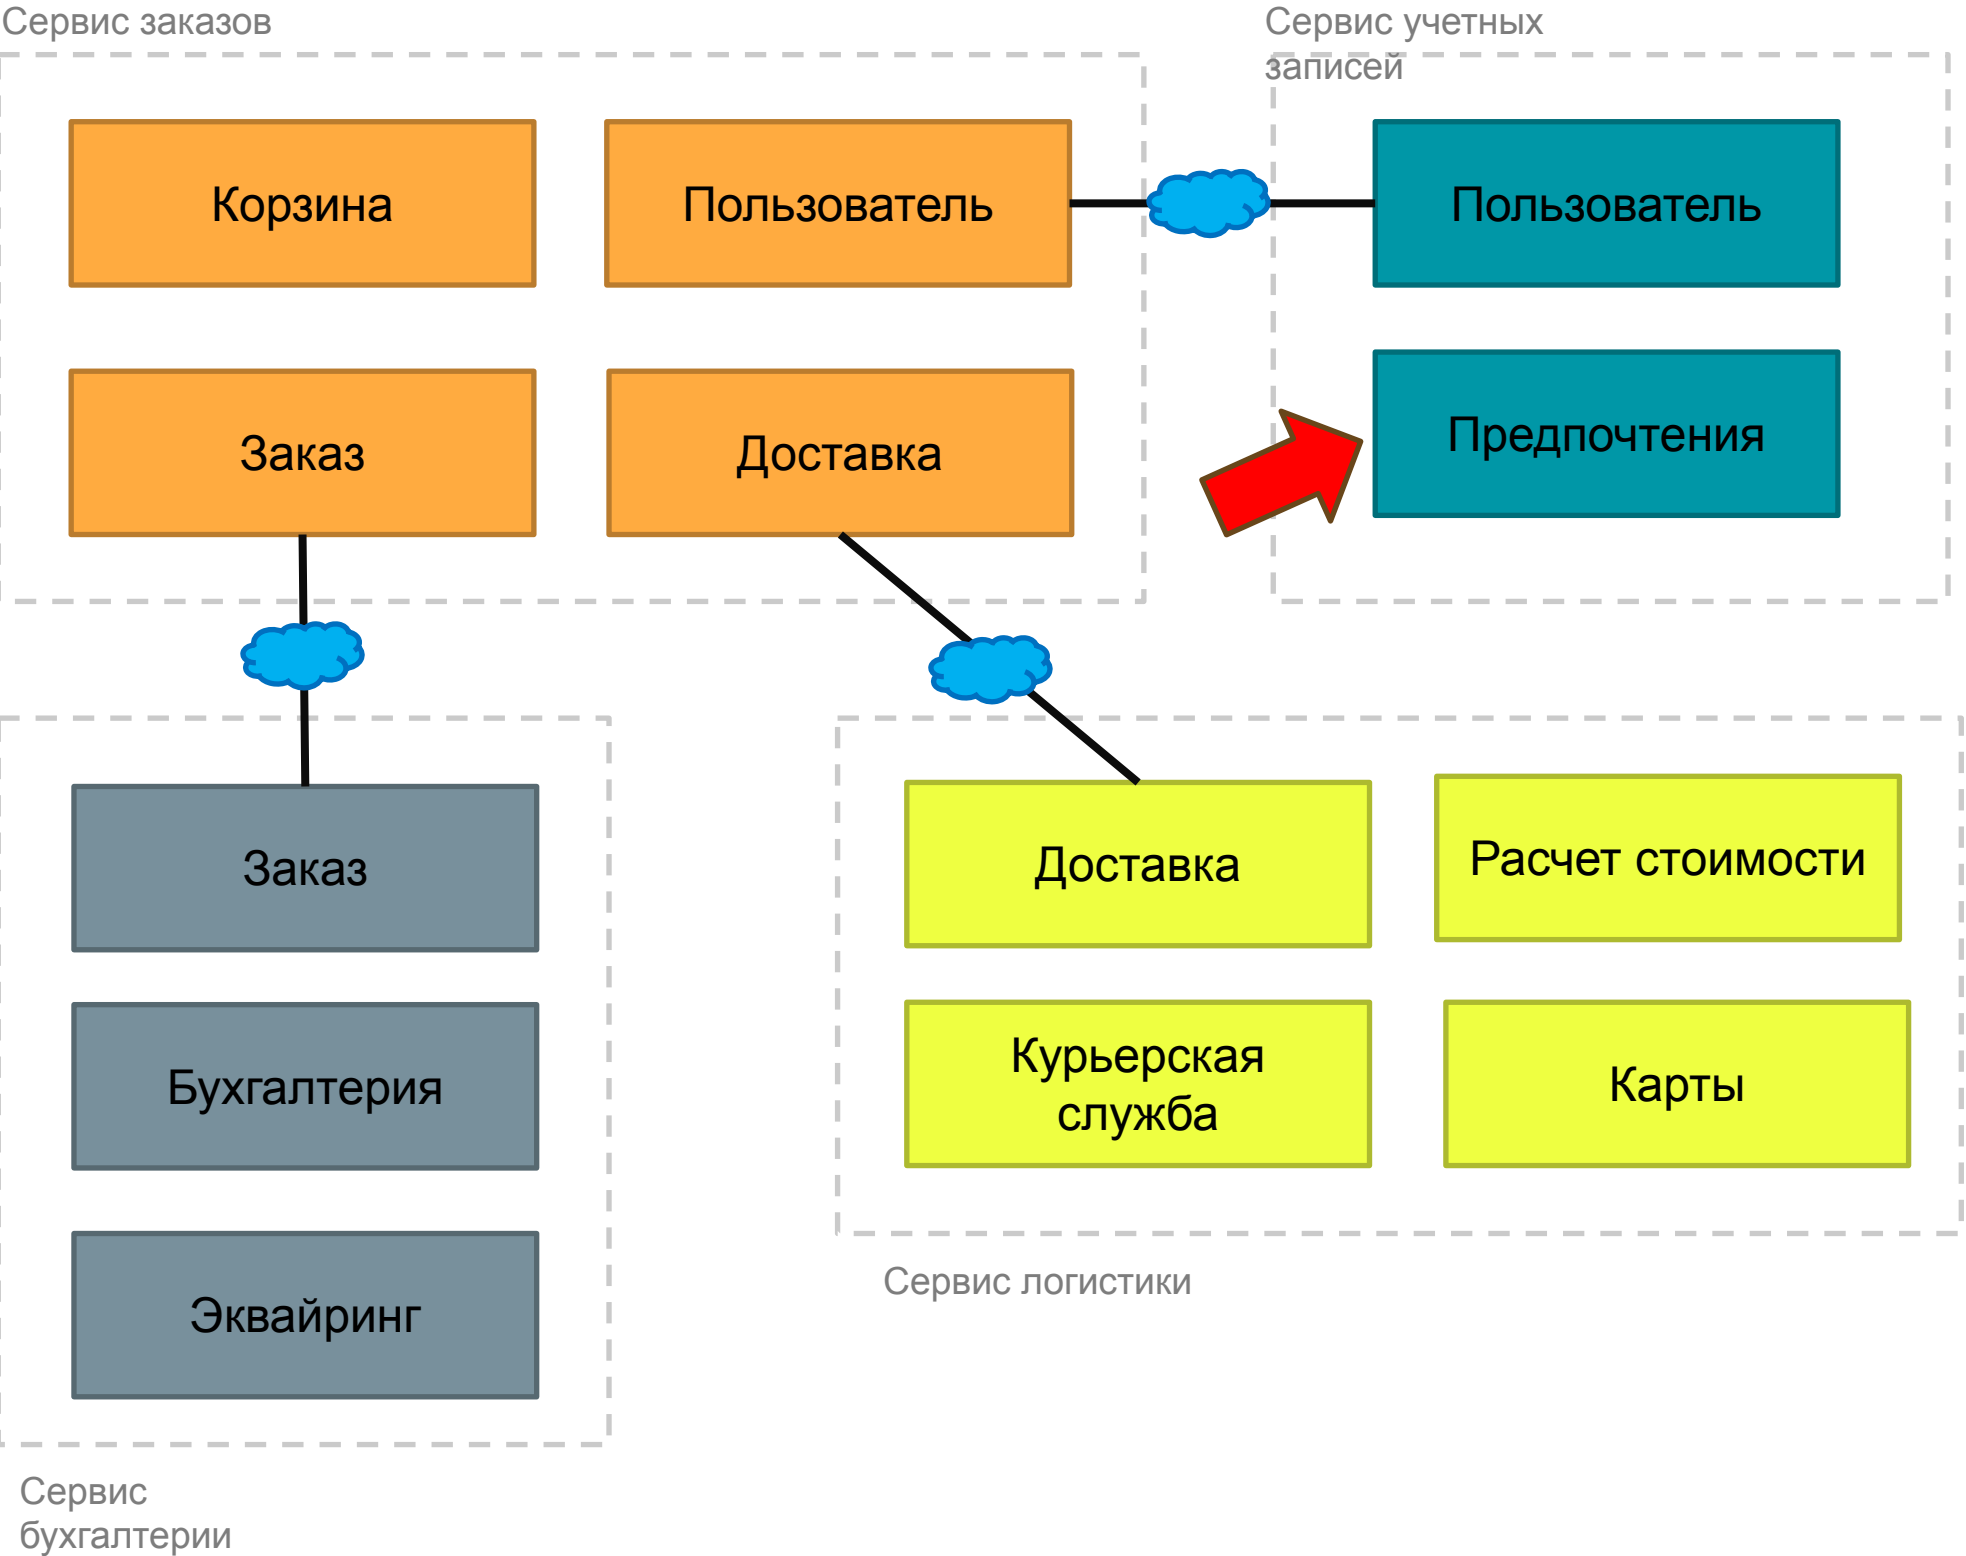 Сервис заказов
Сервис учетных
записей
Корзина
Пользователь
Пользователь
Заказ
Доставка
Предпочтения
Заказ
Бухгалтерия
Эквайринг
Доставка
Расчет стоимости
Курьерская
служба
Карты
Сервис логистики
Сервис
бухгалтерии